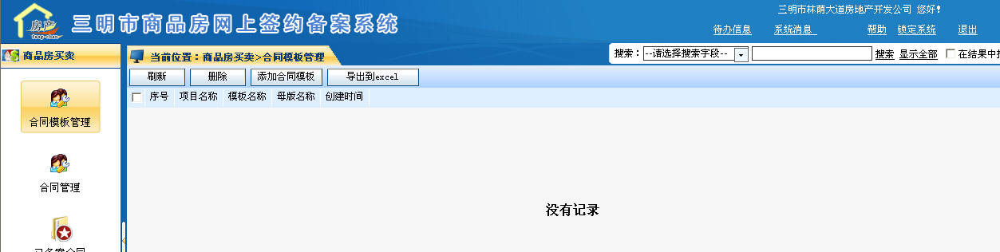 房产
fang-chan
三明市商品房网上签约备案系统
三明市林荫大道房地产开发公司 您好!
待办信息 系统消息 帮助 锁定系统 退出
商品房买卖
当前位置：商品房买卖>合同模板管理
搜索： --请选择搜索字段-- 搜索 显示全部 在结果中
刷新 删除 添加合同模板 导出到excel
序号 项目名称 模板名称 母版名称 创建时间
合同模板管理
合同管理
没有记录
已备案合同